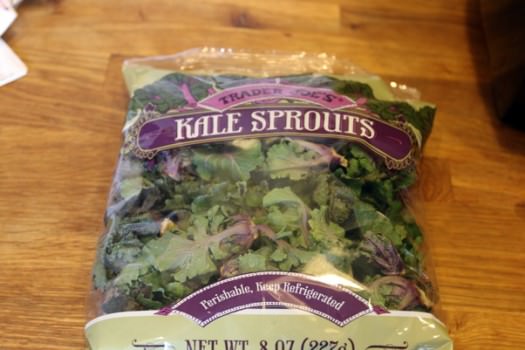 TRADER JOE'S
KALE SPROUTS
Perishable, Keep Refrigerated
NET WT. 8 OZ (227g)